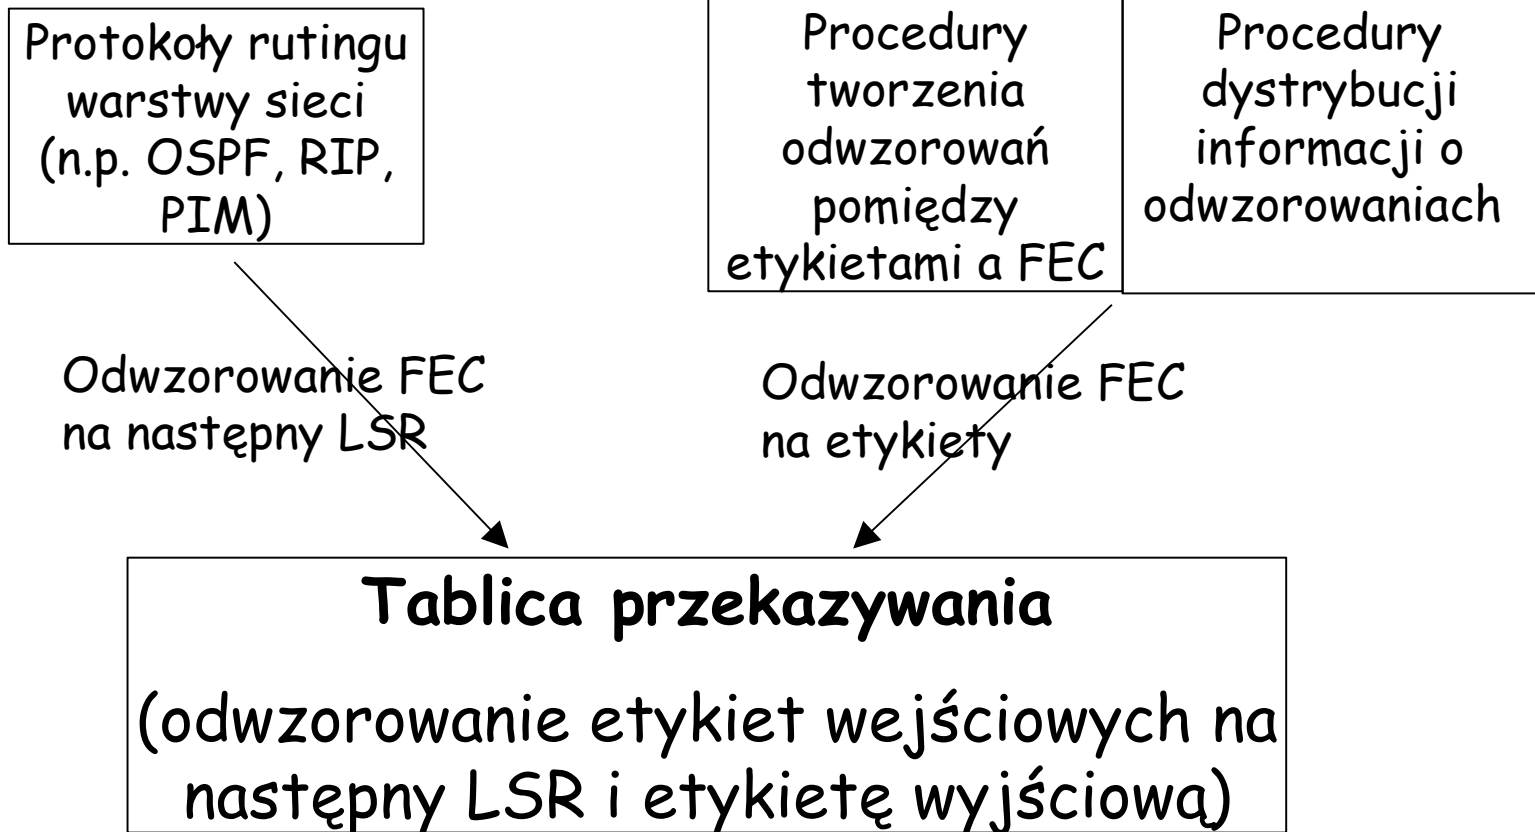 Protokoły rutingu
warstwy sieci
(n.p. OSPF, RIP,
PIM)
Procedury
tworzenia
odwzorowań
pomiędzy
etykietami a FEC
Procedury
dystrybucji
informacji o
odwzorowaniach
Odwzorowanie FEC
na następny LSR
Odwzorowanie FEC
na etykiety
Tablica przekazywania
(odwzorowanie etykiet wejściowych na
następny LSR i etykietę wyjściową)